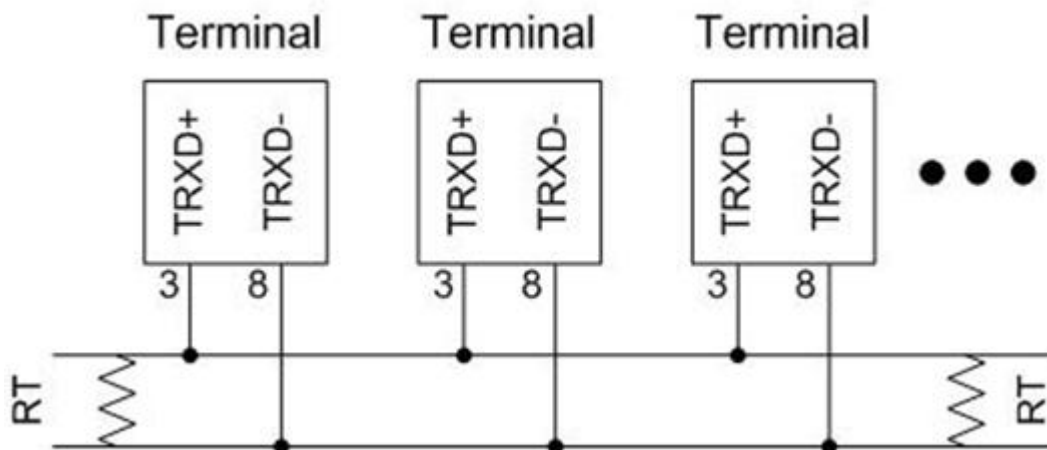 Terminal Terminal Terminal
TRXD+ TRXD- TRXD+ TRXD- TRXD+ TRXD-
3 8 3 8 3 8
RT RT